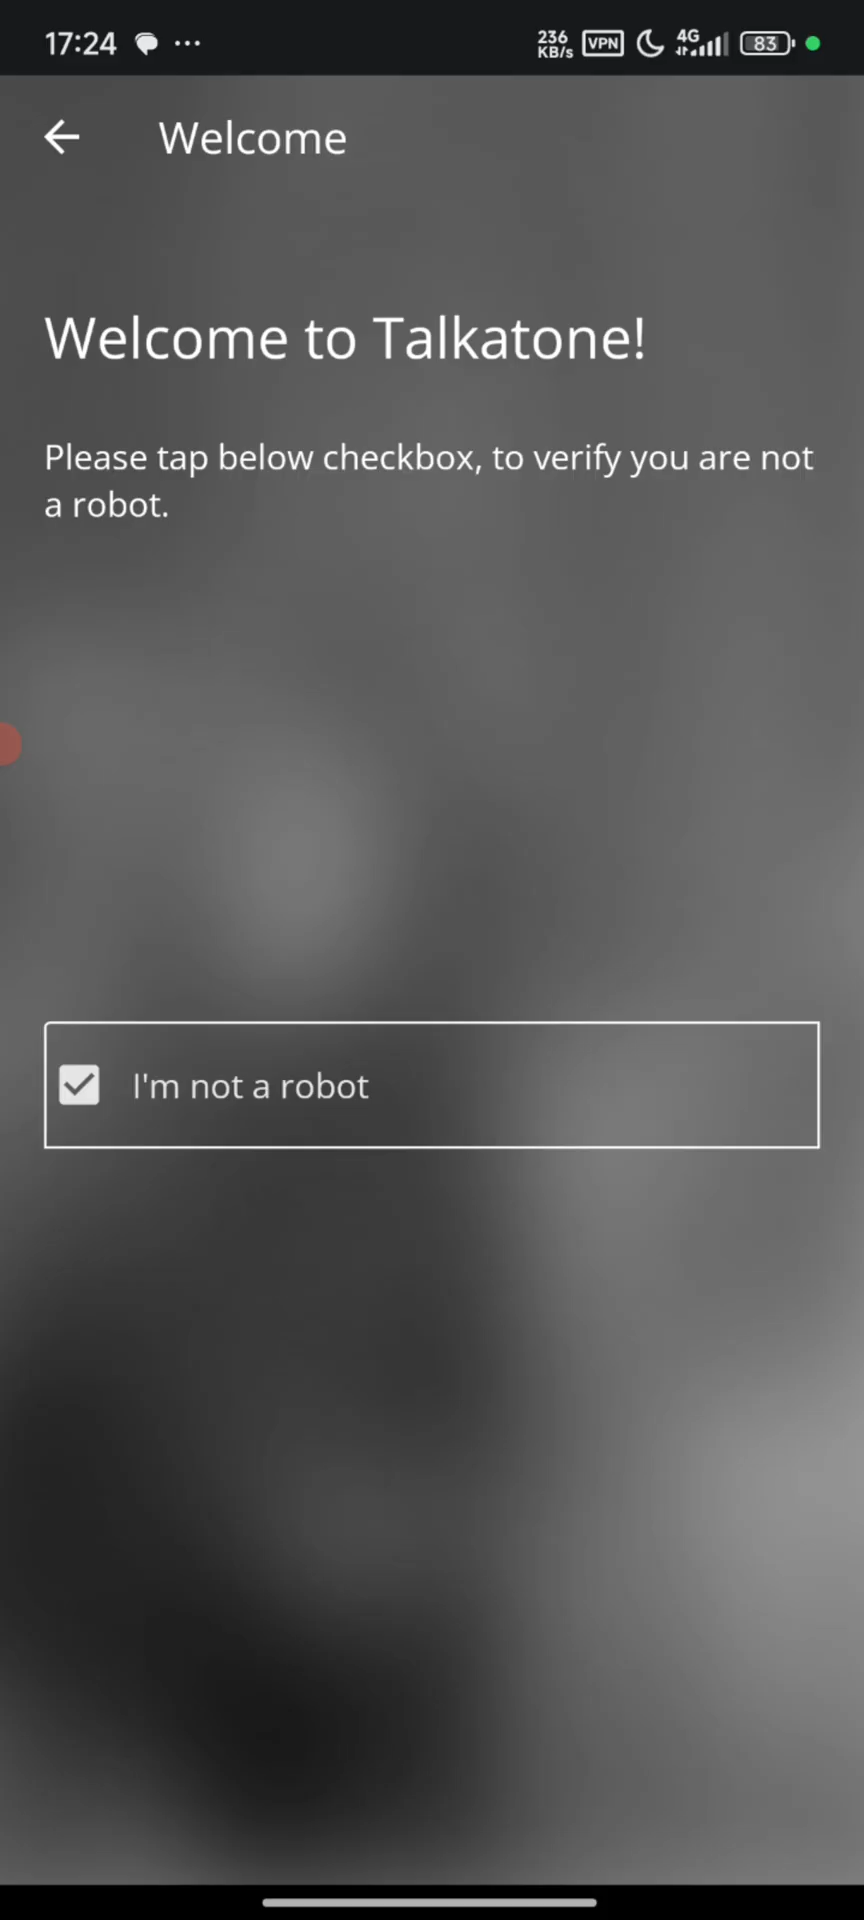 17:24 ... 236 KB/s VPN 4G 83
Welcome
Welcome to Talkatone!
Please tap below checkbox, to verify you are not
a robot.
I'm not a robot